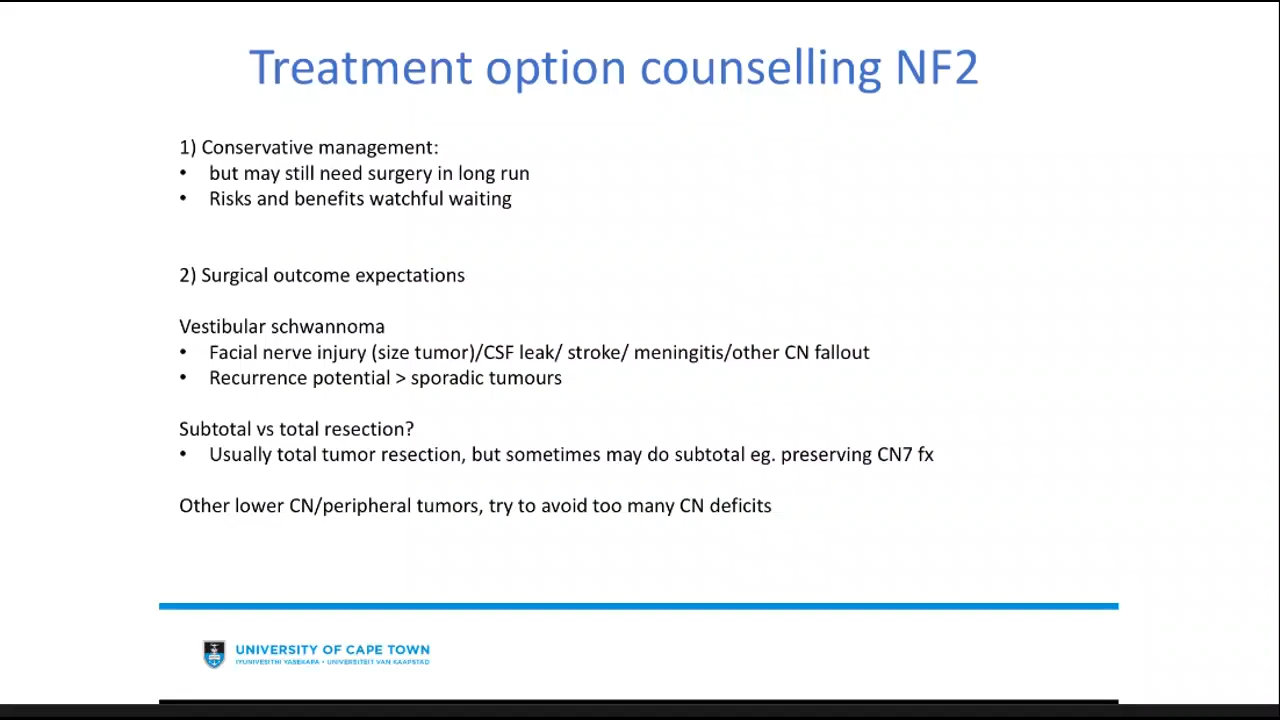 Treatment option counselling NF2
1) Conservative management:
• but may still need surgery in long run
• Risks and benefits watchful waiting
2) Surgical outcome expectations
Vestibular schwannoma
• Facial nerve injury (size tumor)/CSF leak/ stroke/ meningitis/other CN fallout
• Recurrence potential > sporadic tumours
Subtotal vs total resection?
• Usually total tumor resection, but sometimes may do subtotal eg. preserving CN7 fx
Other lower CN/peripheral tumors, try to avoid too many CN deficits
UNIVERSITY OF CAPE TOWN
IYUNIVESITHI YASEKAPA • UNIVERSITEIT VAN KAAPSTAD